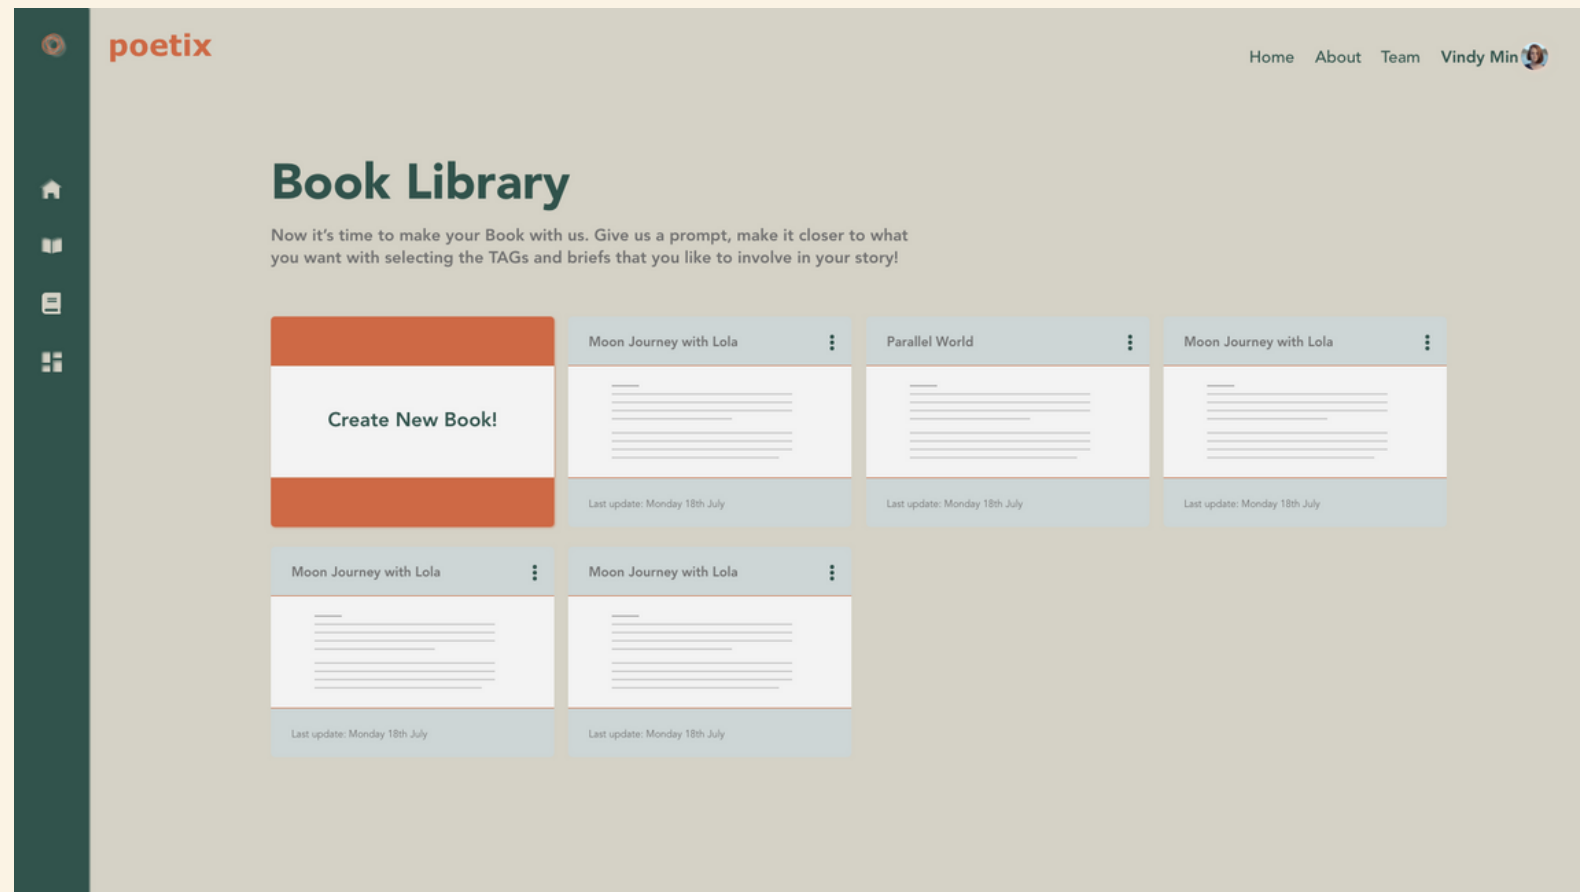 poetix
Home About Team Vindy Min
Book Library
Now it's time to make your Book with us. Give us a prompt, make it closer to what
you want with selecting the TAGs and briefs that you like to involve in your story!
Create New Book!
Moon Journey with Lola
Last update: Monday 18th July
Parallel World
Last update: Monday 18th July
Moon Journey with Lola
Last update: Monday 18th July
Moon Journey with Lola
Last update: Monday 18th July
Moon Journey with Lola
Last update: Monday 18th July